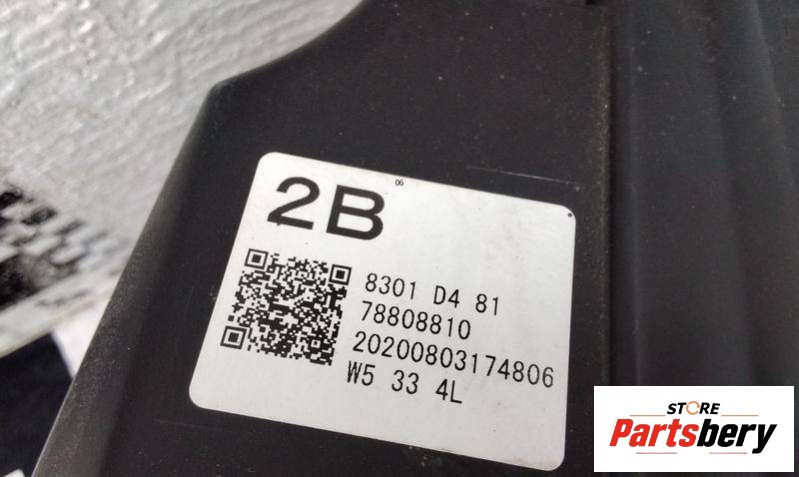 06
2B
8301 D4 81
78808810
20200803174806
W5 33 4L
STORE
Partsbery